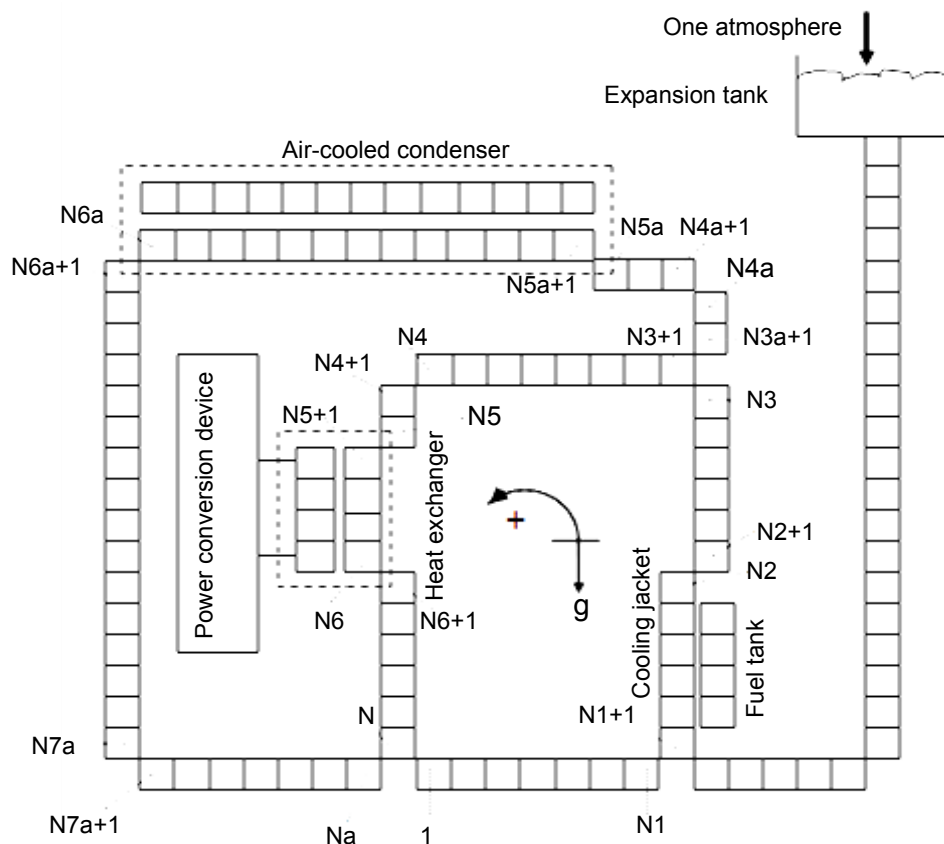 One atmosphere
Expansion tank
Air-cooled condenser
N6a
N5a
N4a+1
N6a+1
N5a+1
N4a
N4
N3+1
N3a+1
N4+1
N3
N5+1
N5
Power conversion device
Heat exchanger
+
N2+1
N2
g
Cooling jacket
Fuel tank
N6
N6+1
N
N1+1
N7a
N7a+1
Na
1
N1